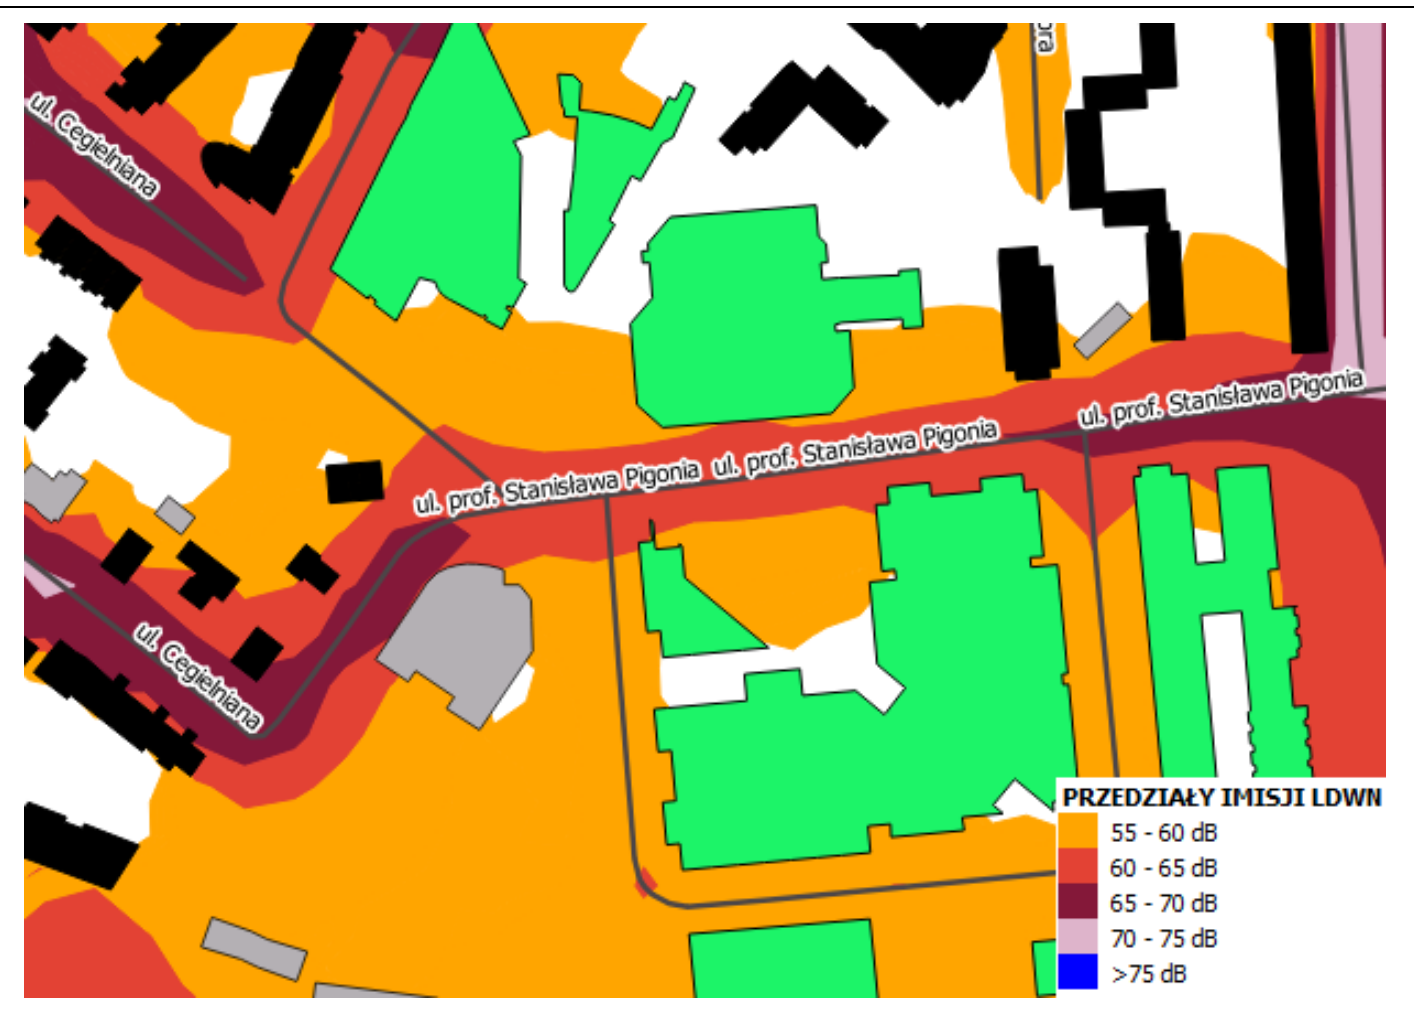 ora
ul. Cegielniana
ul. prof. Stanisława Pigonia
ul. prof. Stanisława Pigonia
ul. prof. Stanisława Pigonia
ul. Cegielniana
PRZEDZIAŁY IMISJI LDWN
55 - 60 dB
60 - 65 dB
65 - 70 dB
70 - 75 dB
>75 dB